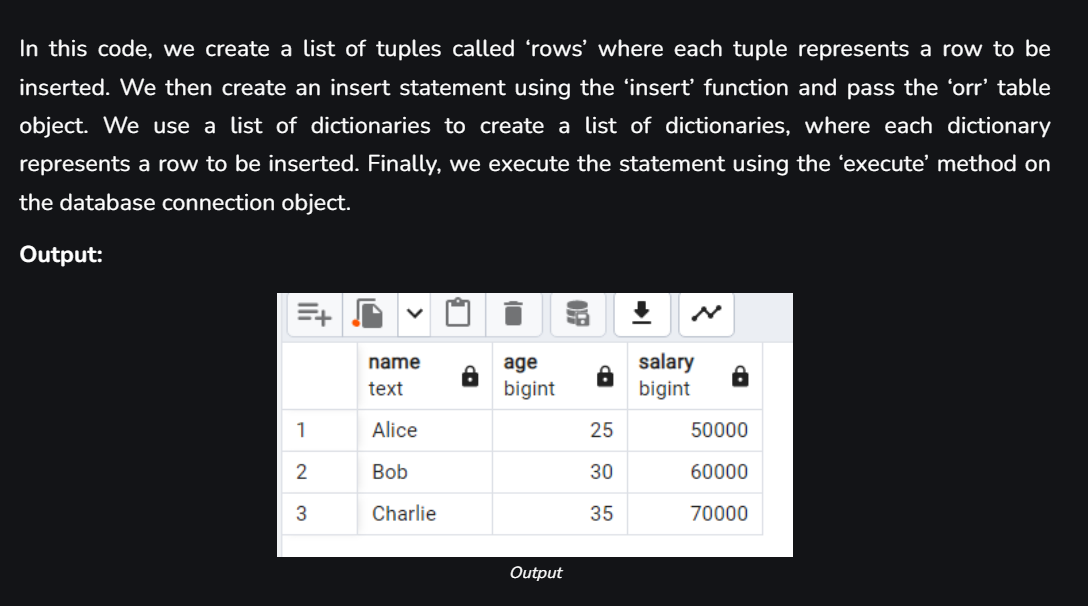 In this code, we create a list of tuples called ‘rows’ where each tuple represents a row to be
inserted. We then create an insert statement using the ‘insert’ function and pass the ‘orr’ table
object. We use a list of dictionaries to create a list of dictionaries, where each dictionary
represents a row to be inserted. Finally, we execute the statement using the ‘execute’ method on
the database connection object.
Output:
name age salary
text bigint bigint
1 Alice 25 50000
2 Bob 30 60000
3 Charlie 35 70000
Output